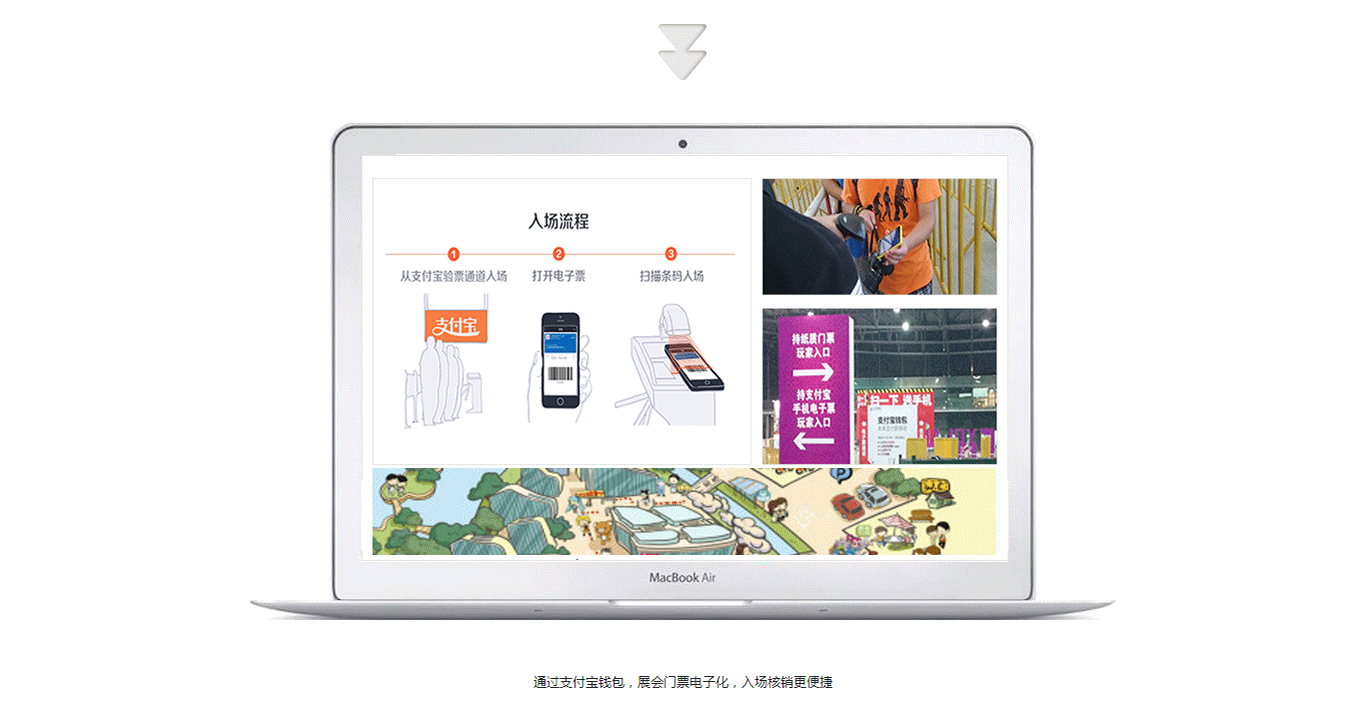 入场流程
1 2 3
从支付宝验票通道入场 打开电子票 扫描条码入场
支付宝
持纸质门票
玩家入口
持支付宝
手机电子票
玩家入口
扫一下 送手机
支付宝钱包
P
MacBook Air
通过支付宝钱包，展会门票电子化，入场核销更便捷